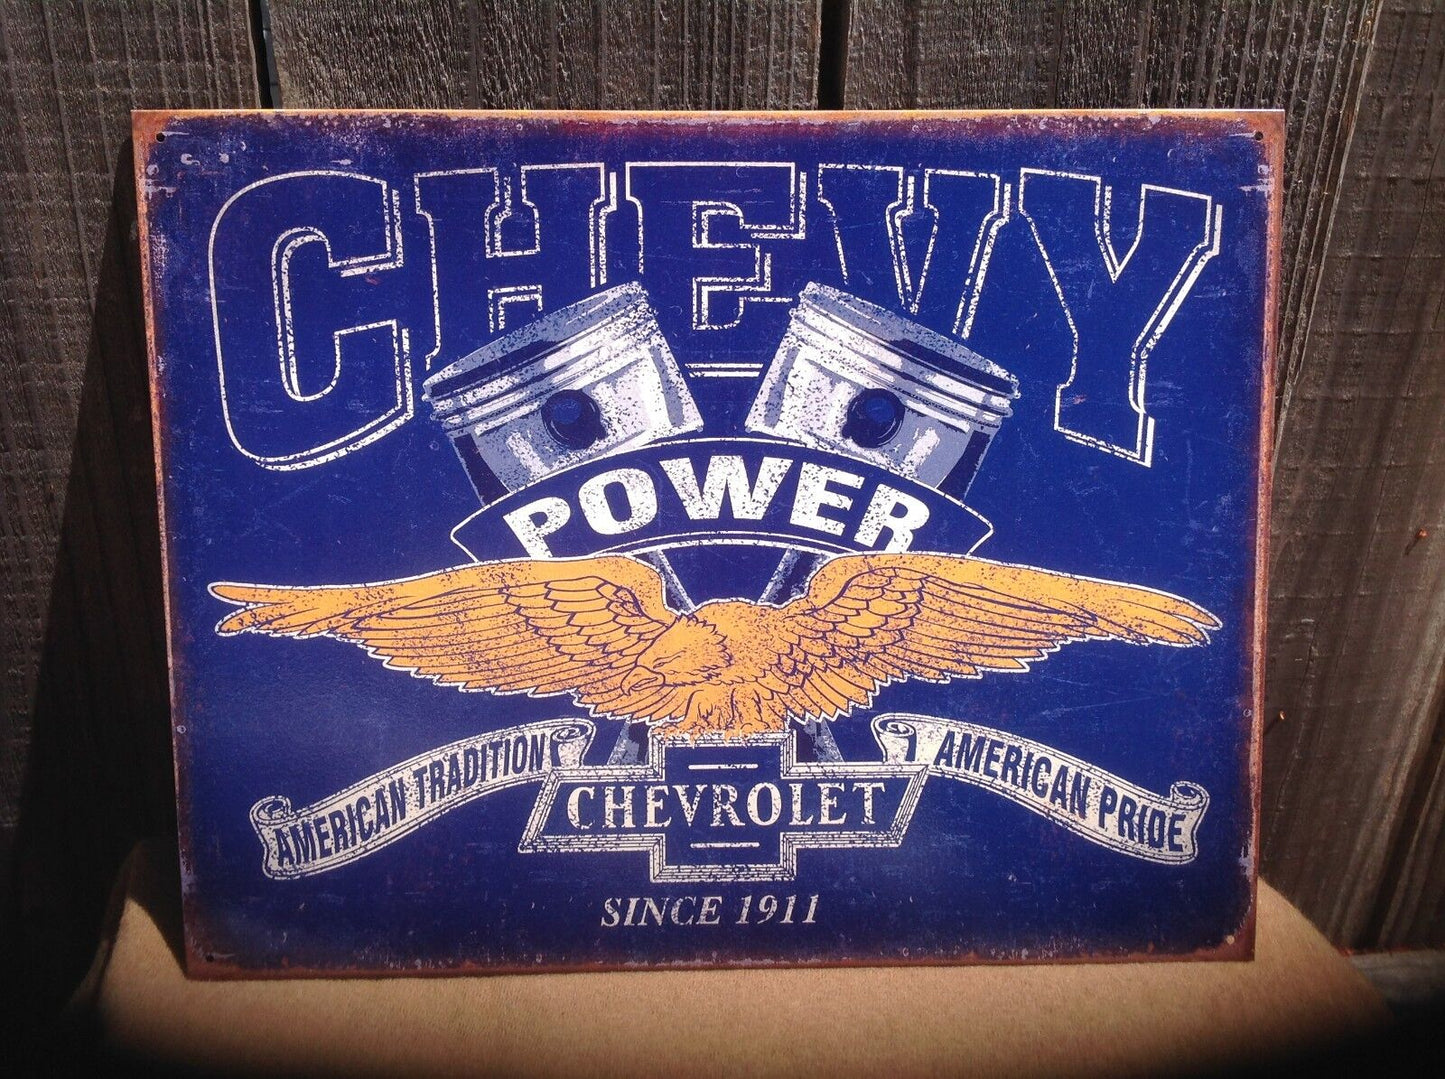 CHEVY
POWER
AMERICAN TRADITION
AMERICAN PRIDE
CHEVROLET
SINCE 1911